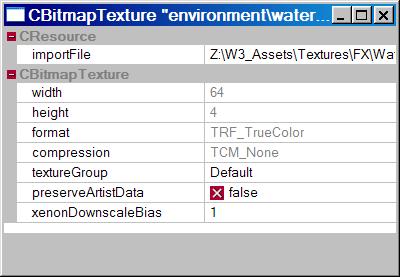 CBitmapTexture "environment\water...
CResource
importFile Z:\W3_Assets\Textures\FX\Wat
CBitmapTexture
width 64
height 4
format TRF_TrueColor
compression TCM_None
textureGroup Default
preserveArtistData false
xenonDownscaleBias 1